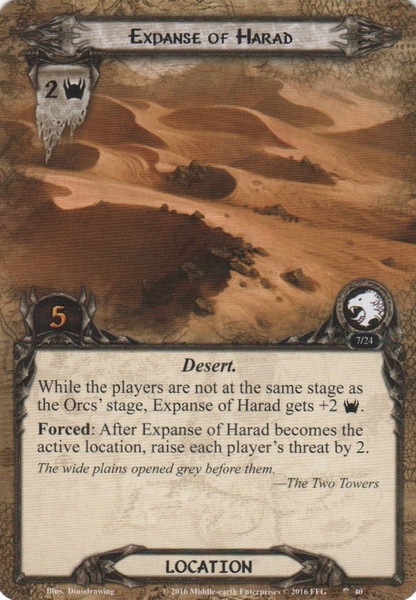 Expanse of Harad
2
5
7/24
Desert.
While the players are not at the same stage as
the Orcs' stage, Expanse of Harad gets +2
Forced: After Expanse of Harad becomes the
active location, raise each player's threat by 2.
The wide plains opened grey before them.
—The Two Towers
LOCATION
Illus. Dinodrawing
© 2016 Middle-earth Enterprises © 2016 FFG
40